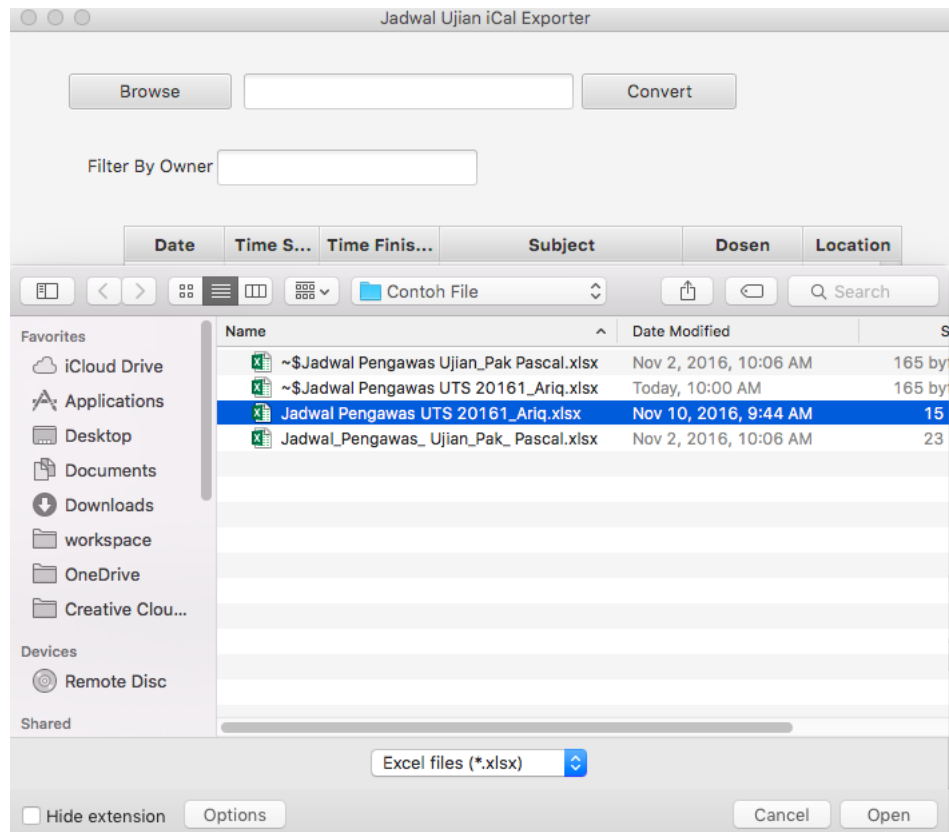 Jadwal Ujian iCal Exporter
Browse Convert
Filter By Owner
Date Time S... Time Finis... Subject Dosen Location
Contoh File Search
Favorites Name Date Modified S
iCloud Drive ~$Jadwal Pengawas Ujian_Pak Pascal.xlsx Nov 2, 2016, 10:06 AM 165 by
Applications ~$Jadwal Pengawas UTS 20161_Ariq.xlsx Today, 10:00 AM 165 by
Desktop Jadwal Pengawas UTS 20161_Ariq.xlsx Nov 10, 2016, 9:44 AM 15
Documents Jadwal_Pengawas_ Ujian_Pak_ Pascal.xlsx Nov 2, 2016, 10:06 AM 23
Downloads
workspace
OneDrive
Creative Clou...
Devices
Remote Disc
Shared
Excel files (*.xlsx)
Hide extension Options Cancel Open